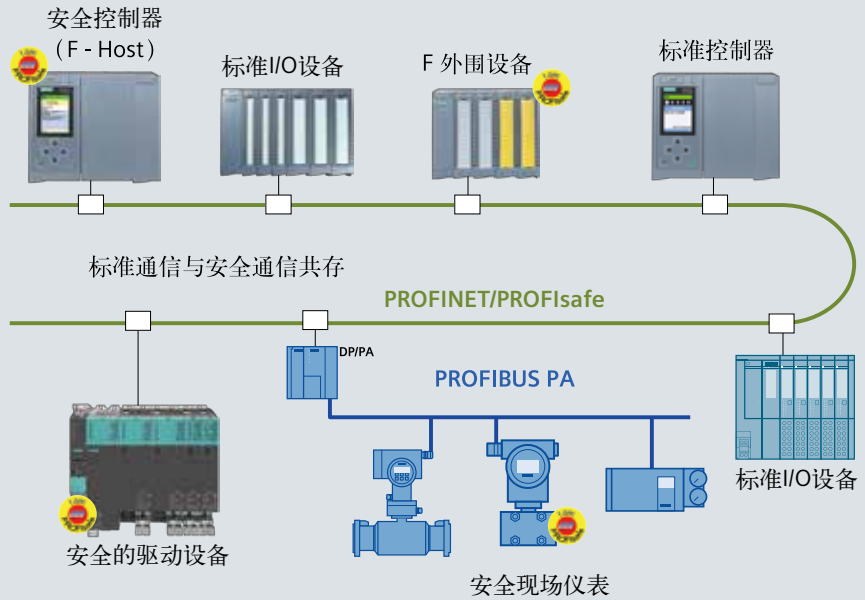 安全控制器
（F - Host）
标准I/O设备
F 外围设备
标准控制器
标准通信与安全通信共存
PROFINET/PROFIsafe
DP/PA
PROFIBUS PA
标准I/O设备
安全的驱动设备
安全现场仪表